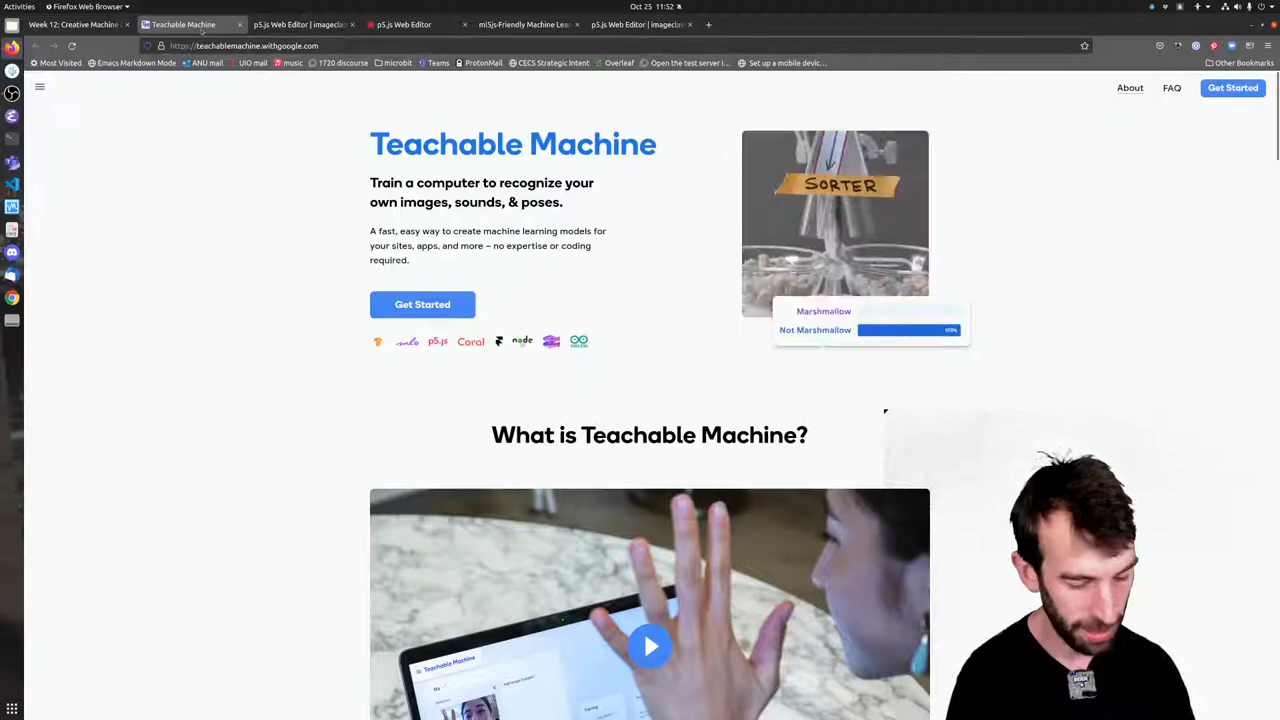 Activities
Firefox Web Browser
Oct 25 11:52
Week 12: Creative Machine
Teachable Machine
p5.js Web Editor | imageclas
p5.js Web Editor
ml5js·Friendly Machine Lea
p5.js Web Editor | imageclas
https://teachablemachine.withgoogle.com
Most Visited
Emacs Markdown Mode
ANU mail
UiO mail
music
1720 discourse
microbit
Teams
ProtonMail
CECS Strategic Intent
Overleaf
Open the test server i...
Set up a mobile devic...
Other Bookmarks
About
FAQ
Get Started
Teachable Machine
Train a computer to recognize your
own images, sounds, & poses.
A fast, easy way to create machine learning models for
your sites, apps, and more – no expertise or coding
required.
Get Started
p5.js
Coral
node
SORTER
Marshmallow
Not Marshmallow
What is Teachable Machine?
Teachable Machine